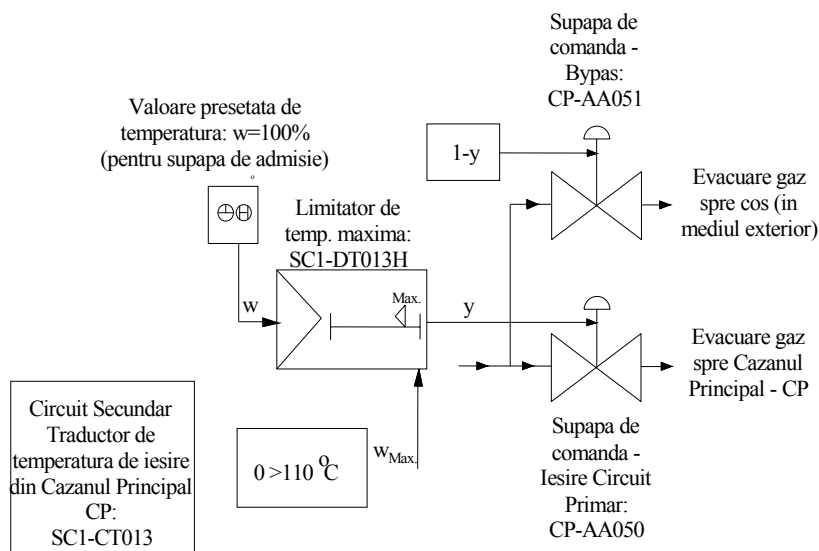 Supapa de
comanda -
Bypas:
CP-AA051
Valoare presetata de
temperatura: w=100%
(pentru supapa de admisie)
o
1-y
Evacuare gaz
spre cos (in
mediul exterior)
Limitator de
temp. maxima:
SC1-DT013H
w
Max.
y
Evacuare gaz
spre Cazanul
Principal - CP
Circuit Secundar
Traductor de
temperatura de iesire
din Cazanul Principal
CP:
SC1-CT013
0 >110 °C
wMax.
Supapa de
comanda -
Iesire Circuit
Primar:
CP-AA050